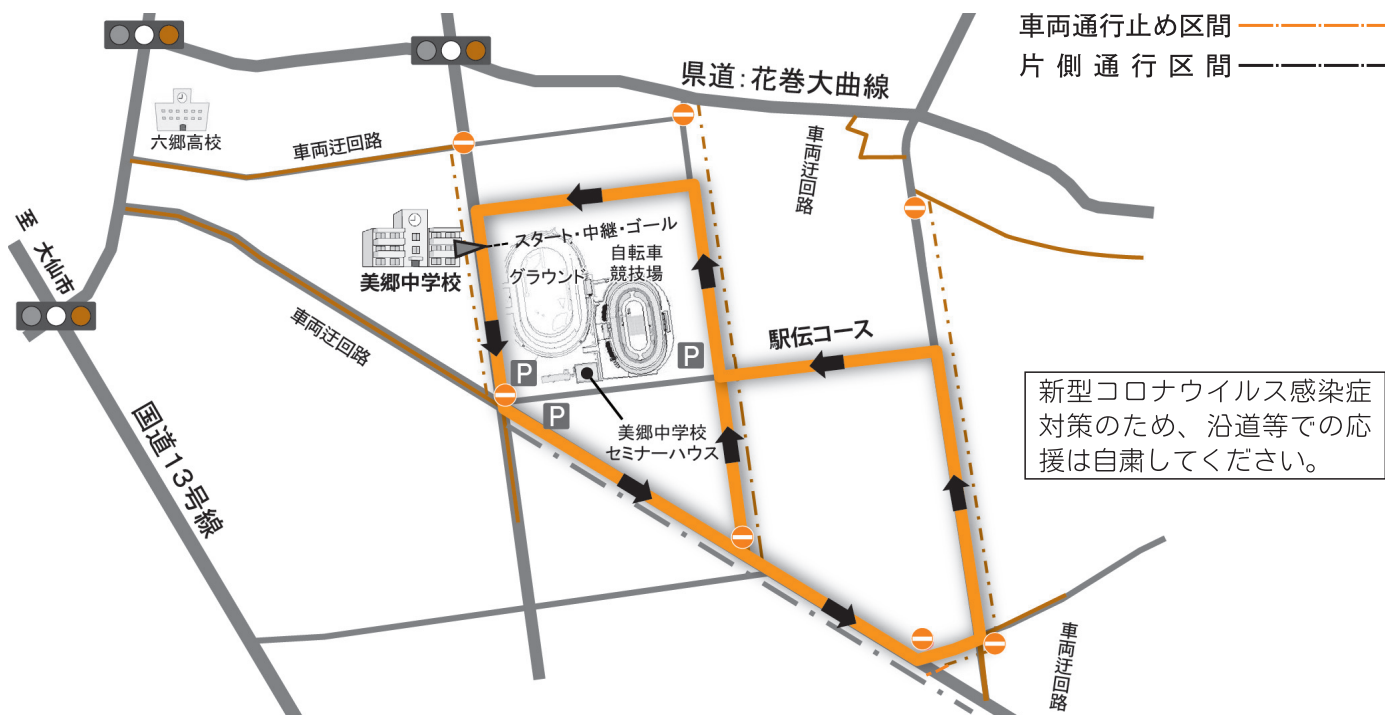 車両通行止め区間
片側通行区間
県道:花巻大曲線
六郷高校
車両迂回路
車両迂回路
至 大仙市
スタート・中継・ゴール
自転車
競技場
グラウンド
美郷中学校
車両迂回路
駅伝コース
P
P
P
美郷中学校
セミナーハウス
国道13号線
新型コロナウイルス感染症
対策のため、沿道等での応
援は自粛してください。
車両迂回路